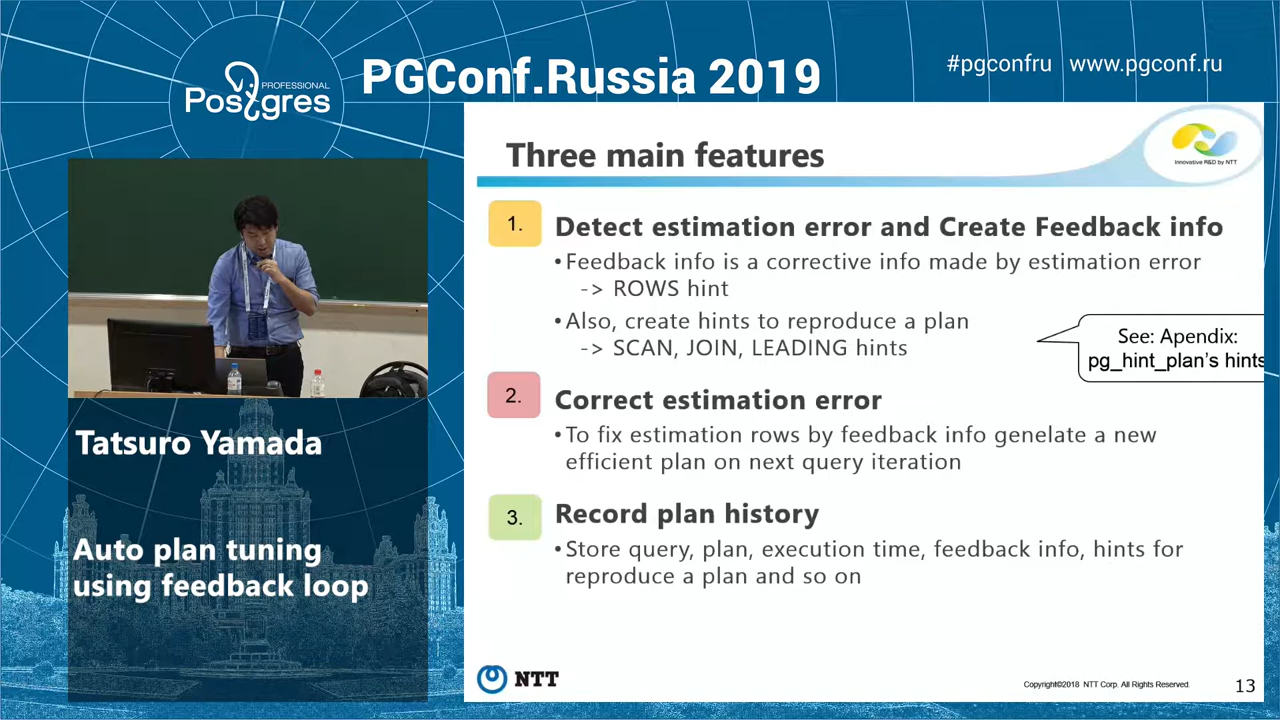 PROFESSIONAL
Postgres
PGConf.Russia 2019
#pgconfru www.pgconf.ru
Three main features
Innovative R&D by NTT
1. Detect estimation error and Create Feedback info
•Feedback info is a corrective info made by estimation error
-> ROWS hint
•Also, create hints to reproduce a plan
-> SCAN, JOIN, LEADING hints
See: Apendix:
pg_hint_plan's hints
2. Correct estimation error
•To fix estimation rows by feedback info genelate a new
efficient plan on next query iteration
3. Record plan history
•Store query, plan, execution time, feedback info, hints for
reproduce a plan and so on
Tatsuro Yamada
Auto plan tuning
using feedback loop
NTT
Copyright©2018 NTT Corp. All Rights Reserved.
13